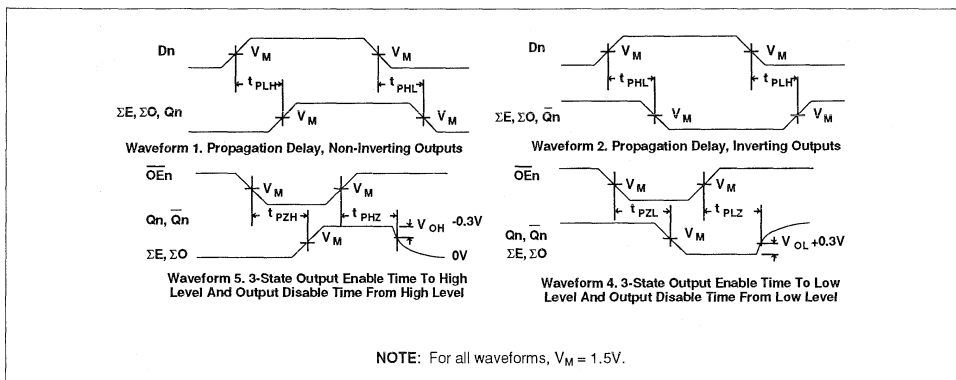 Dn
V_M
V_M
t_PLH
t_PHL
ΣE, ΣO, Qn
V_M
V_M
Waveform 1. Propagation Delay, Non-Inverting Outputs
Dn
V_M
V_M
t_PHL
t_PLH
ΣE, ΣO, Q̅n
V_M
V_M
Waveform 2. Propagation Delay, Inverting Outputs
O̅E̅n
V_M
V_M
t_PZH
t_PHZ
Qn, Q̅n
V_OH -0.3V
V_M
ΣE, ΣO
0V
Waveform 5. 3-State Output Enable Time To High
Level And Output Disable Time From High Level
O̅E̅n
V_M
V_M
t_PZL
t_PLZ
Qn, Q̅n
V_M
V_OL +0.3V
ΣE, ΣO
Waveform 4. 3-State Output Enable Time To Low
Level And Output Disable Time From Low Level
NOTE: For all waveforms, V_M = 1.5V.